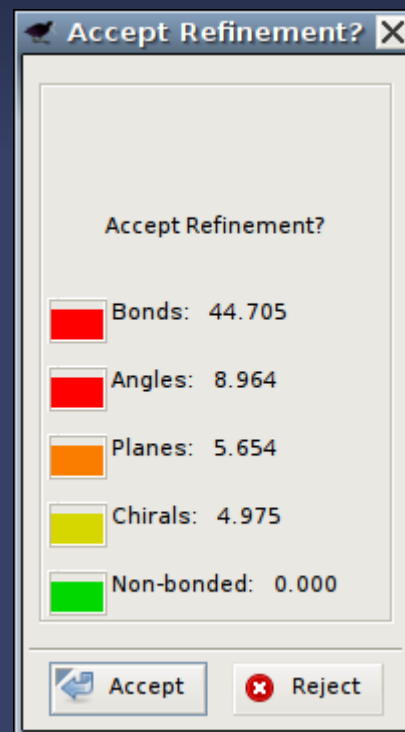 Accept Refinement?
Accept Refinement?
Bonds: 44.705
Angles: 8.964
Planes: 5.654
Chirals: 4.975
Non-bonded: 0.000
Accept
Reject